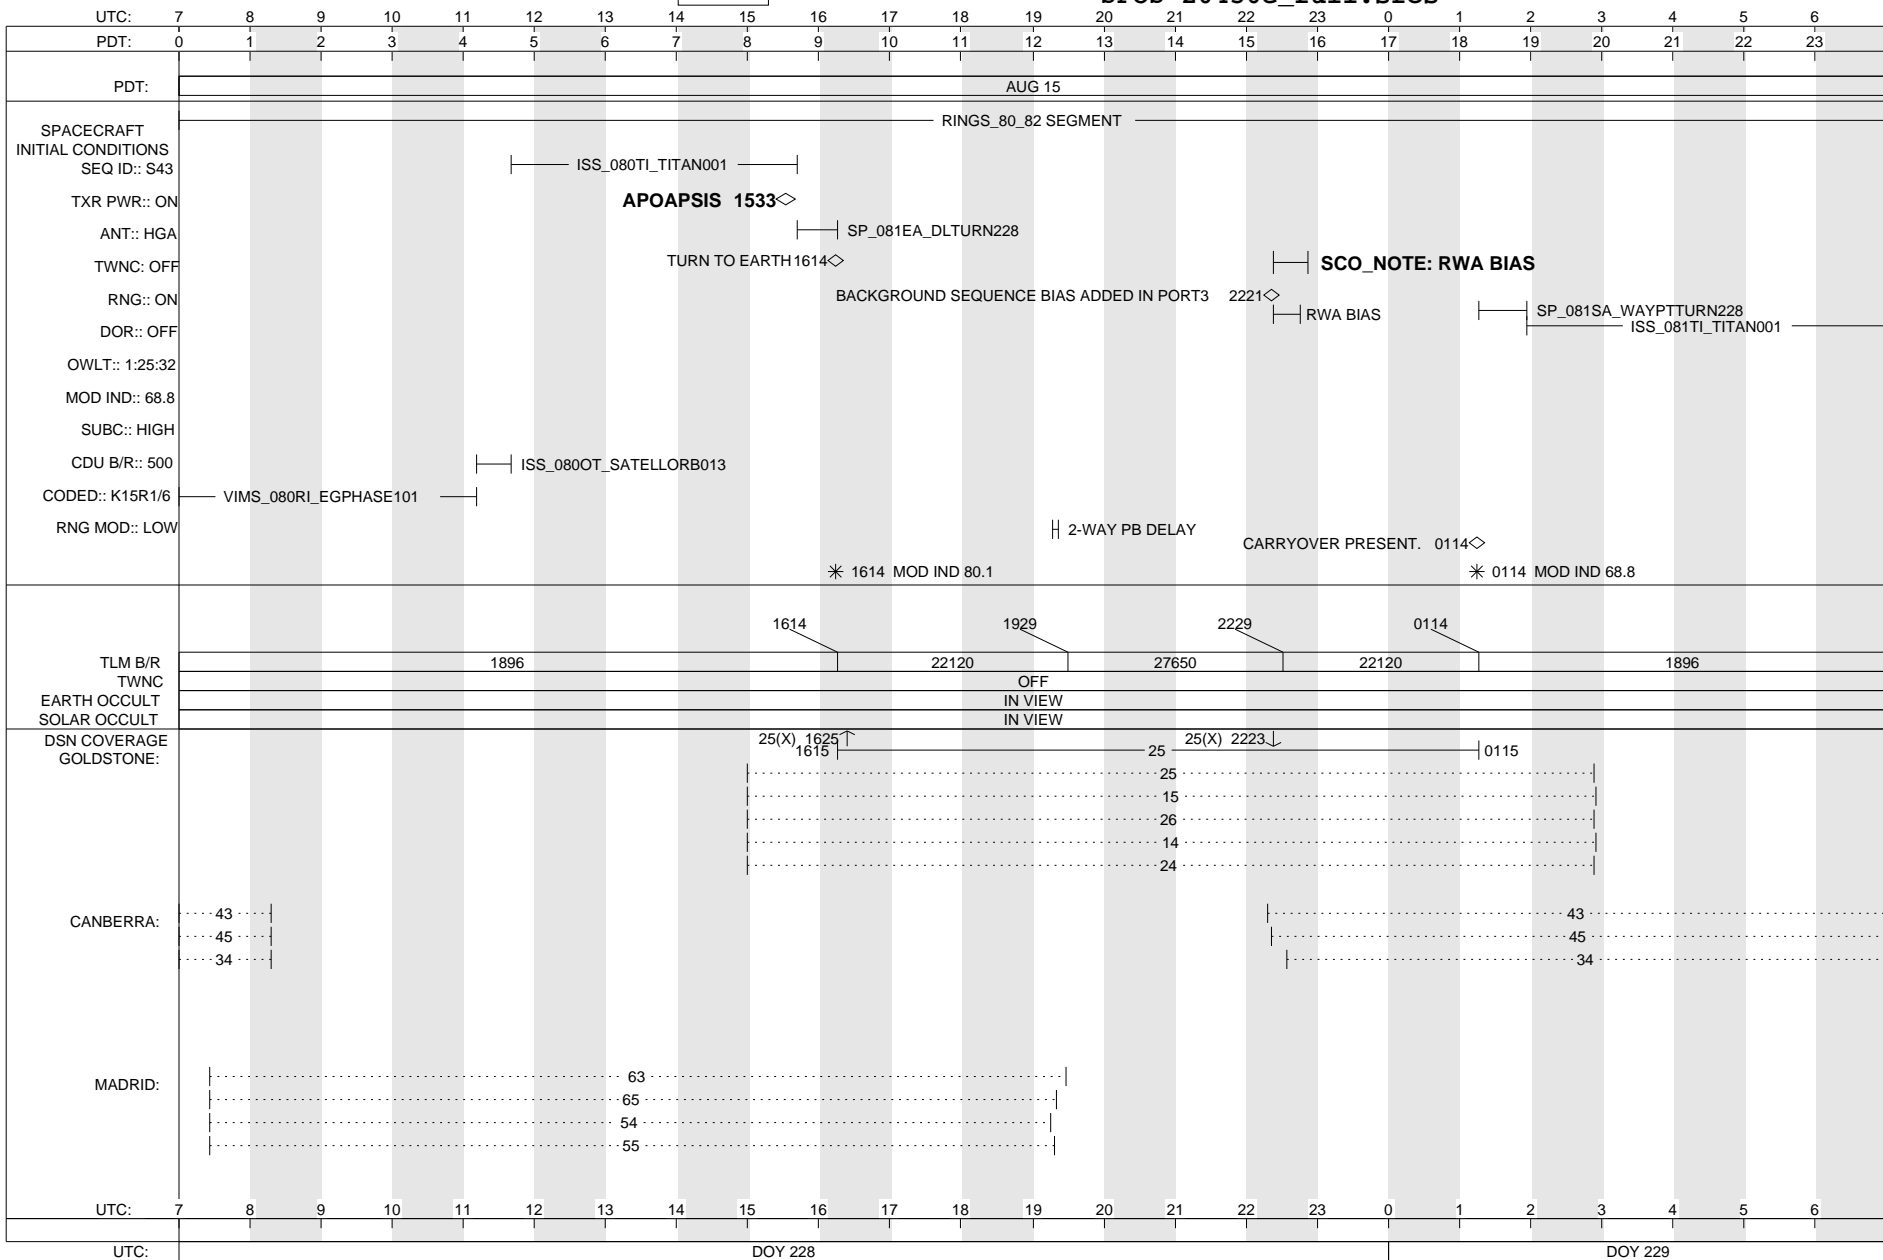 UTC: 7 8 9 10 11 12 13 14 15 16 17 18 19 20 21 22 23 0 1 2 3 4 5 6
PDT: 0 1 2 3 4 5 6 7 8 9 10 11 12 13 14 15 16 17 18 19 20 21 22 23
PDT: AUG 15
RINGS_80_82 SEGMENT
SPACECRAFT
INITIAL CONDITIONS
SEQ ID:: S43
ISS_080TI_TITAN001
TXR PWR:: ON
APOAPSIS 1533
ANT:: HGA
SP_081EA_DLTURN228
TWNC: OFF
TURN TO EARTH 1614
SCO_NOTE: RWA BIAS
RNG:: ON
BACKGROUND SEQUENCE BIAS ADDED IN PORT3 2221
RWA BIAS
SP_081SA_WAYPTTURN228
DOR:: OFF
ISS_081TI_TITAN001
OWLT:: 1:25:32
MOD IND:: 68.8
SUBC:: HIGH
CDU B/R:: 500
ISS_080OT_SATELLORB013
CODED:: K15R1/6
VIMS_080RI_EGPHASE101
RNG MOD:: LOW
2-WAY PB DELAY
CARRYOVER PRESENT. 0114
1614 MOD IND 80.1
0114 MOD IND 68.8
1614 1929 2229 0114
TLM B/R 1896 22120 27650 22120 1896
TWNC OFF
EARTH OCCULT IN VIEW
SOLAR OCCULT IN VIEW
DSN COVERAGE
25(X) 1625 25(X) 2223
GOLDSTONE: 1615 25 0115
25
15
26
14
24
CANBERRA: 43 43
45 45
34 34
MADRID: 63
65
54
55
UTC: 7 8 9 10 11 12 13 14 15 16 17 18 19 20 21 22 23 0 1 2 3 4 5 6
UTC: DOY 228 DOY 229